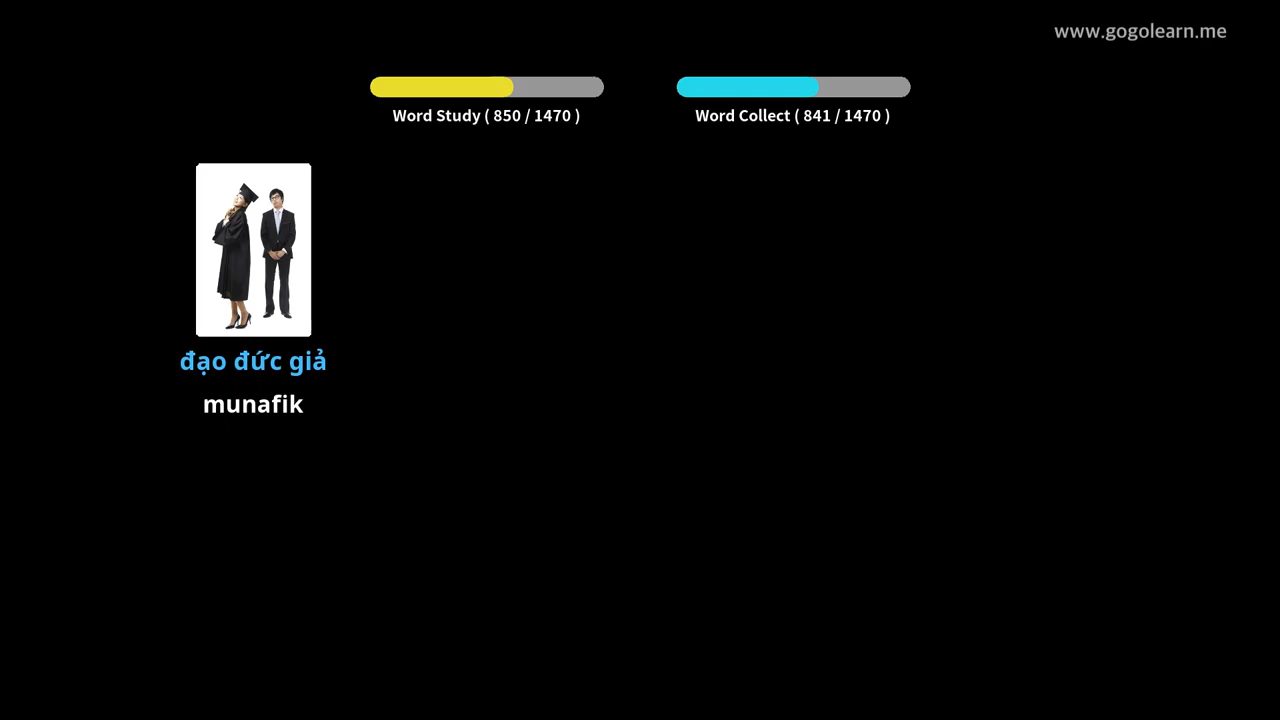 www.gogolearn.me
Word Study ( 850 / 1470 )
Word Collect ( 841 / 1470 )
đạo đức giả
munafik